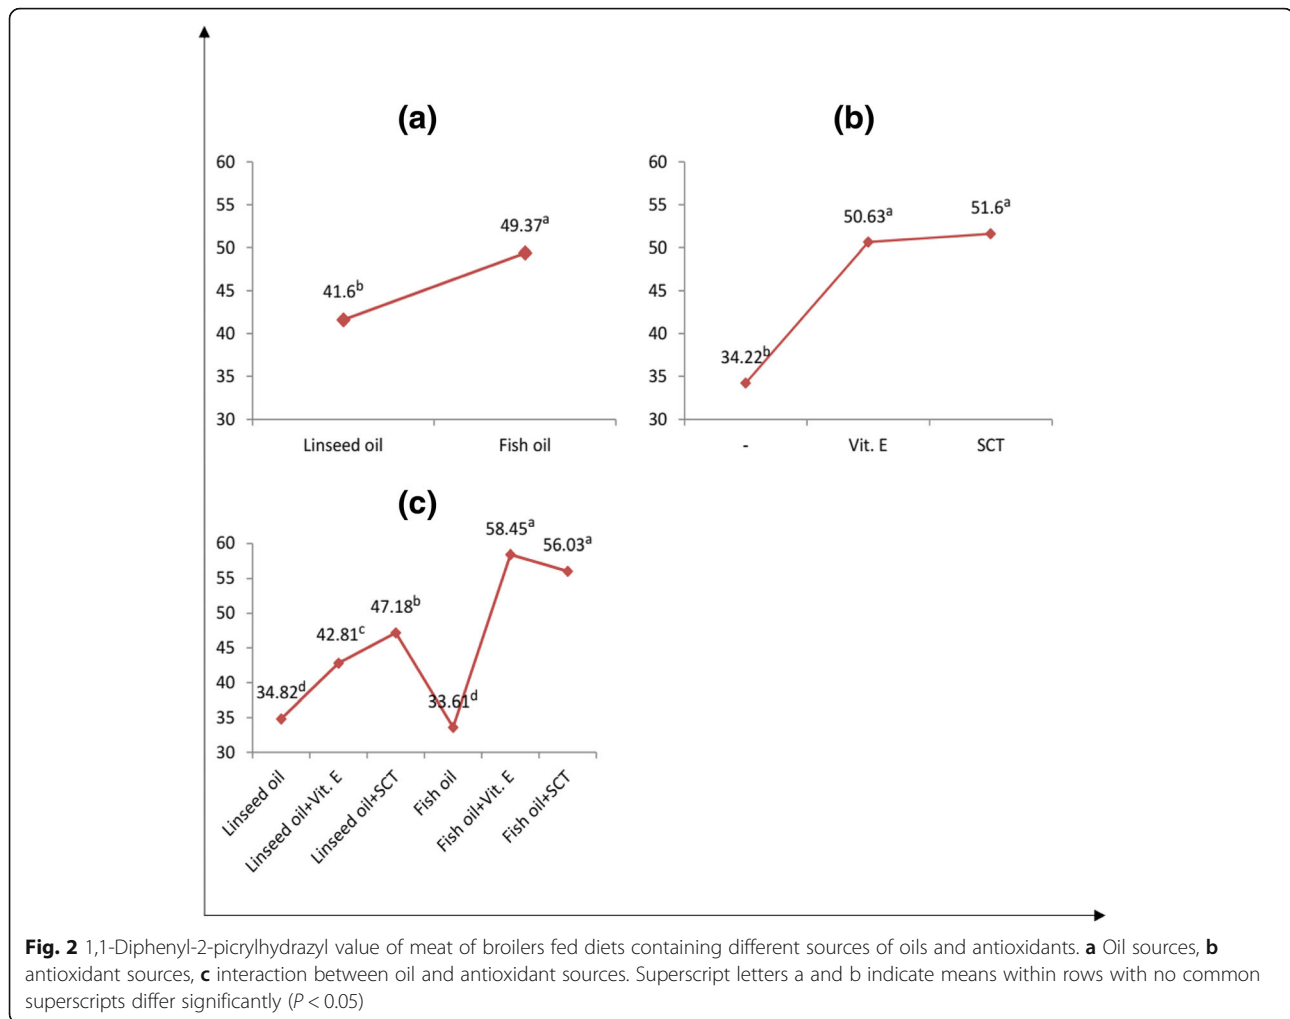 (a)
60
55
50
45
40
35
30
41.6b
49.37a
Linseed oil
Fish oil
(b)
60
55
50
45
40
35
30
34.22b
50.63a
51.6a
-
Vit. E
SCT
(c)
60
55
50
45
40
35
30
34.82d
42.81c
47.18b
33.61d
58.45a
56.03a
Linseed oil
Linseed oil+Vit. E
Linseed oil+SCT
Fish oil
Fish oil+Vit. E
Fish oil+SCT
Fig. 2 1,1-Diphenyl-2-picrylhydrazyl value of meat of broilers fed diets containing different sources of oils and antioxidants. a Oil sources, b
antioxidant sources, c interaction between oil and antioxidant sources. Superscript letters a and b indicate means within rows with no common
superscripts differ significantly (P < 0.05)